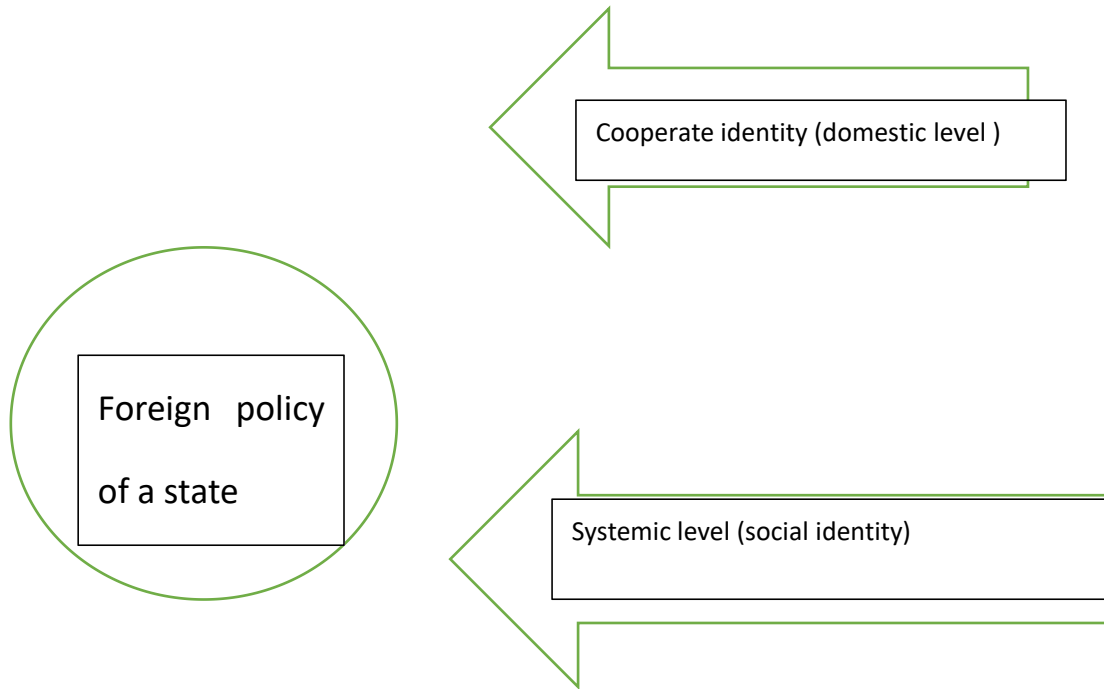 Cooperate identity (domestic level )
Foreign policy
of a state
Systemic level (social identity)